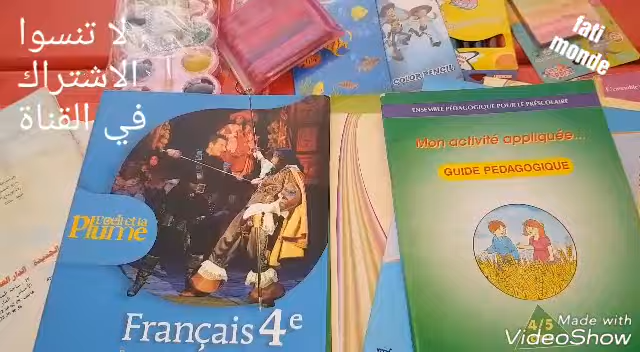 لا تنسوا
الاشتراك
في القناة
fati
monde
COLOR PENCIL
L'œil et la
Plume
Français 4e
ENSEMBLE PÉDAGOGIQUE POUR LE PRÉSCOLAIRE
Mon activité appliquée...
GUIDE PEDAGOGIQUE
4/5
Made with
VideoShow